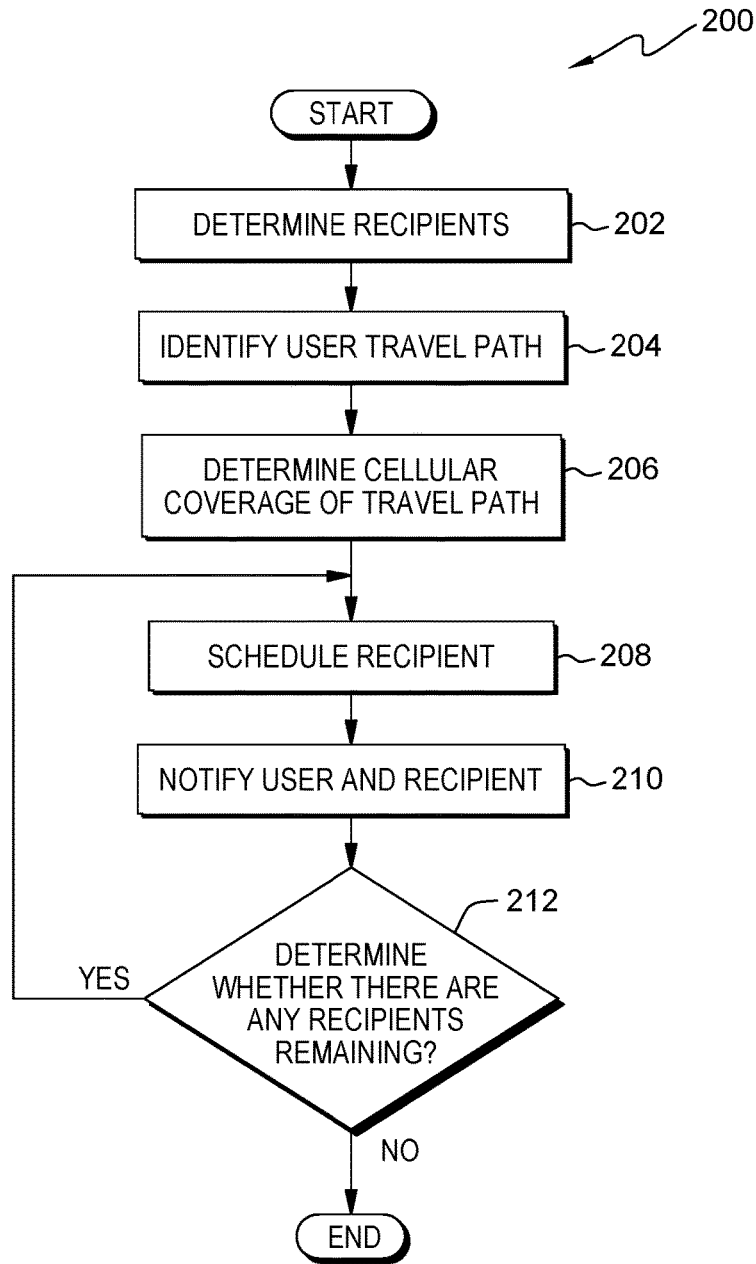 200
START
DETERMINE RECIPIENTS
202
IDENTIFY USER TRAVEL PATH
204
DETERMINE CELLULAR
COVERAGE OF TRAVEL PATH
206
SCHEDULE RECIPIENT
208
NOTIFY USER AND RECIPIENT
210
212
DETERMINE
WHETHER THERE ARE
ANY RECIPIENTS
REMAINING?
YES
NO
END